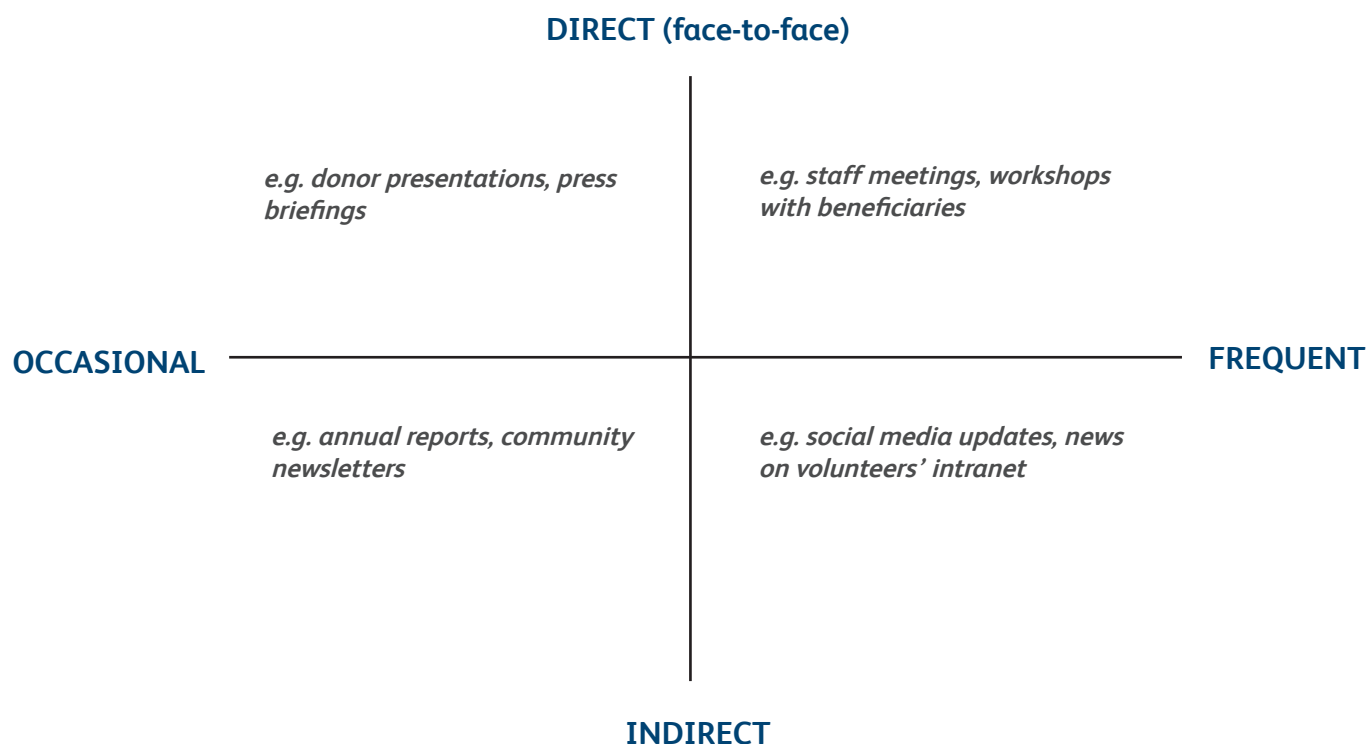 DIRECT (face-to-face)
e.g. donor presentations, press
briefings
e.g. staff meetings, workshops
with beneficiaries
OCCASIONAL
FREQUENT
e.g. annual reports, community
newsletters
e.g. social media updates, news
on volunteers’ intranet
INDIRECT